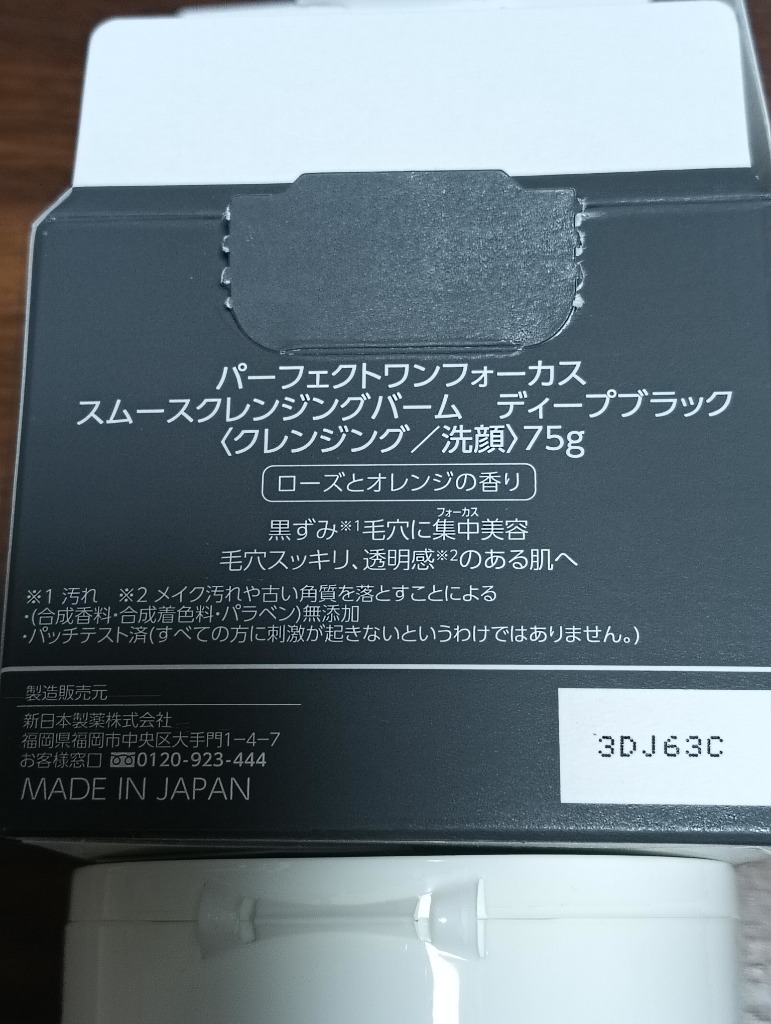 パーフェクトワンフォーカス
スムースクレンジングバーム　ディープブラック
〈クレンジング／洗顔〉75g
ローズとオレンジの香り
フォーカス
黒ずみ※1毛穴に集中美容
毛穴スッキリ、透明感※2のある肌へ
※1 汚れ　※2 メイク汚れや古い角質を落とすことによる
・(合成香料・合成着色料・パラベン)無添加
・パッチテスト済(すべての方に刺激が起きないというわけではありません。)
製造販売元
新日本製薬株式会社
福岡県福岡市中央区大手門1−4−7
お客様窓口 0120-923-444
MADE IN JAPAN
3DJ63C